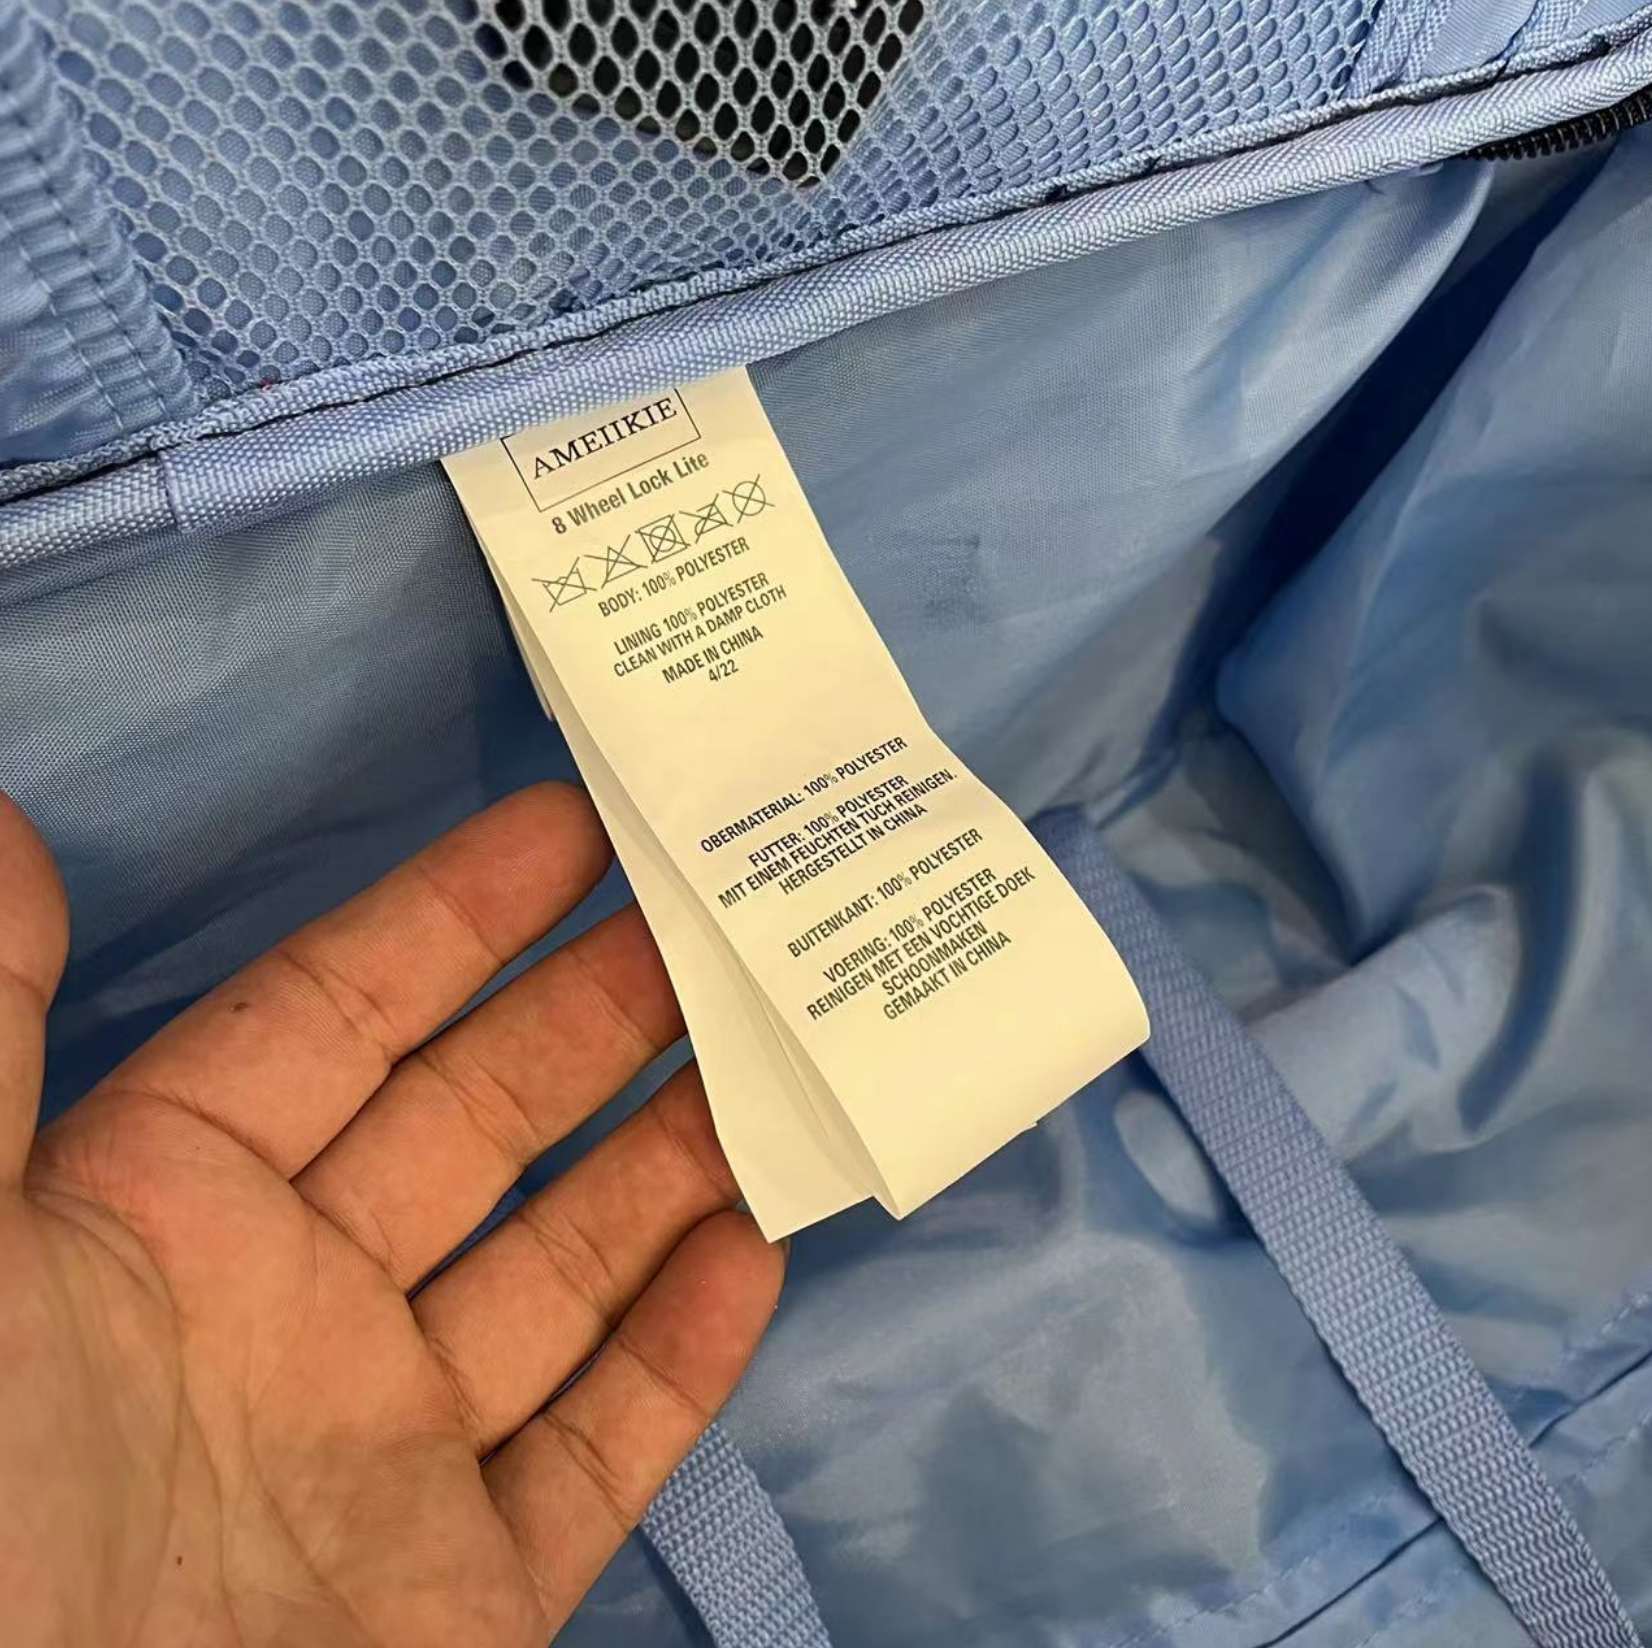 AMEIIKIE
8 Wheel Lock Lite
BODY: 100% POLYESTER
LINING 100% POLYESTER
CLEAN WITH A DAMP CLOTH
MADE IN CHINA
4/22
OBERMATERIAL: 100% POLYESTER
FUTTER: 100% POLYESTER
MIT EINEM FEUCHTEN TUCH REINIGEN.
HERGESTELLT IN CHINA
BUITENKANT: 100% POLYESTER
VOERING: 100% POLYESTER
REINIGEN MET EEN VOCHTIGE DOEK
SCHOONMAKEN
GEMAAKT IN CHINA